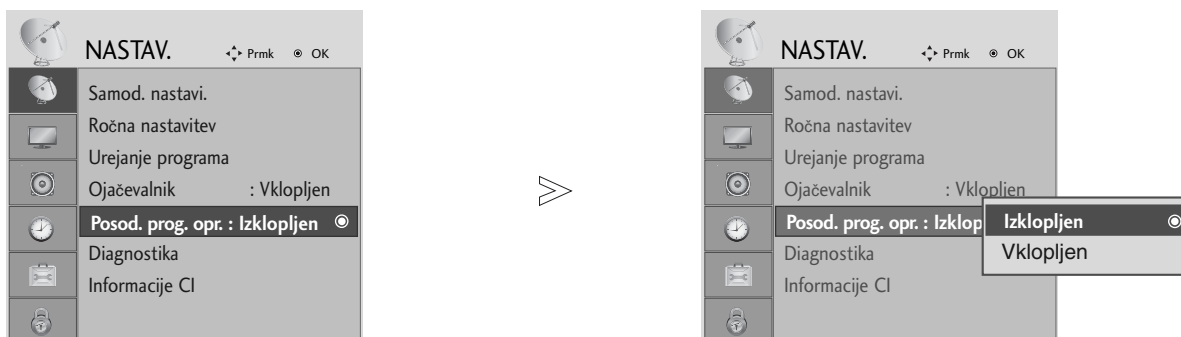 NASTAV. Prmk OK
Samod. nastavi.
Ročna nastavitev
Urejanje programa
Ojačevalnik : Vklopljen
Posod. prog. opr. : Izklopljen
Diagnostika
Informacije CI
NASTAV. Prmk OK
Samod. nastavi.
Ročna nastavitev
Urejanje programa
Ojačevalnik : Vklopljen
Posod. prog. opr. : Izklop
Diagnostika
Informacije CI
Izklopljen
Vklopljen